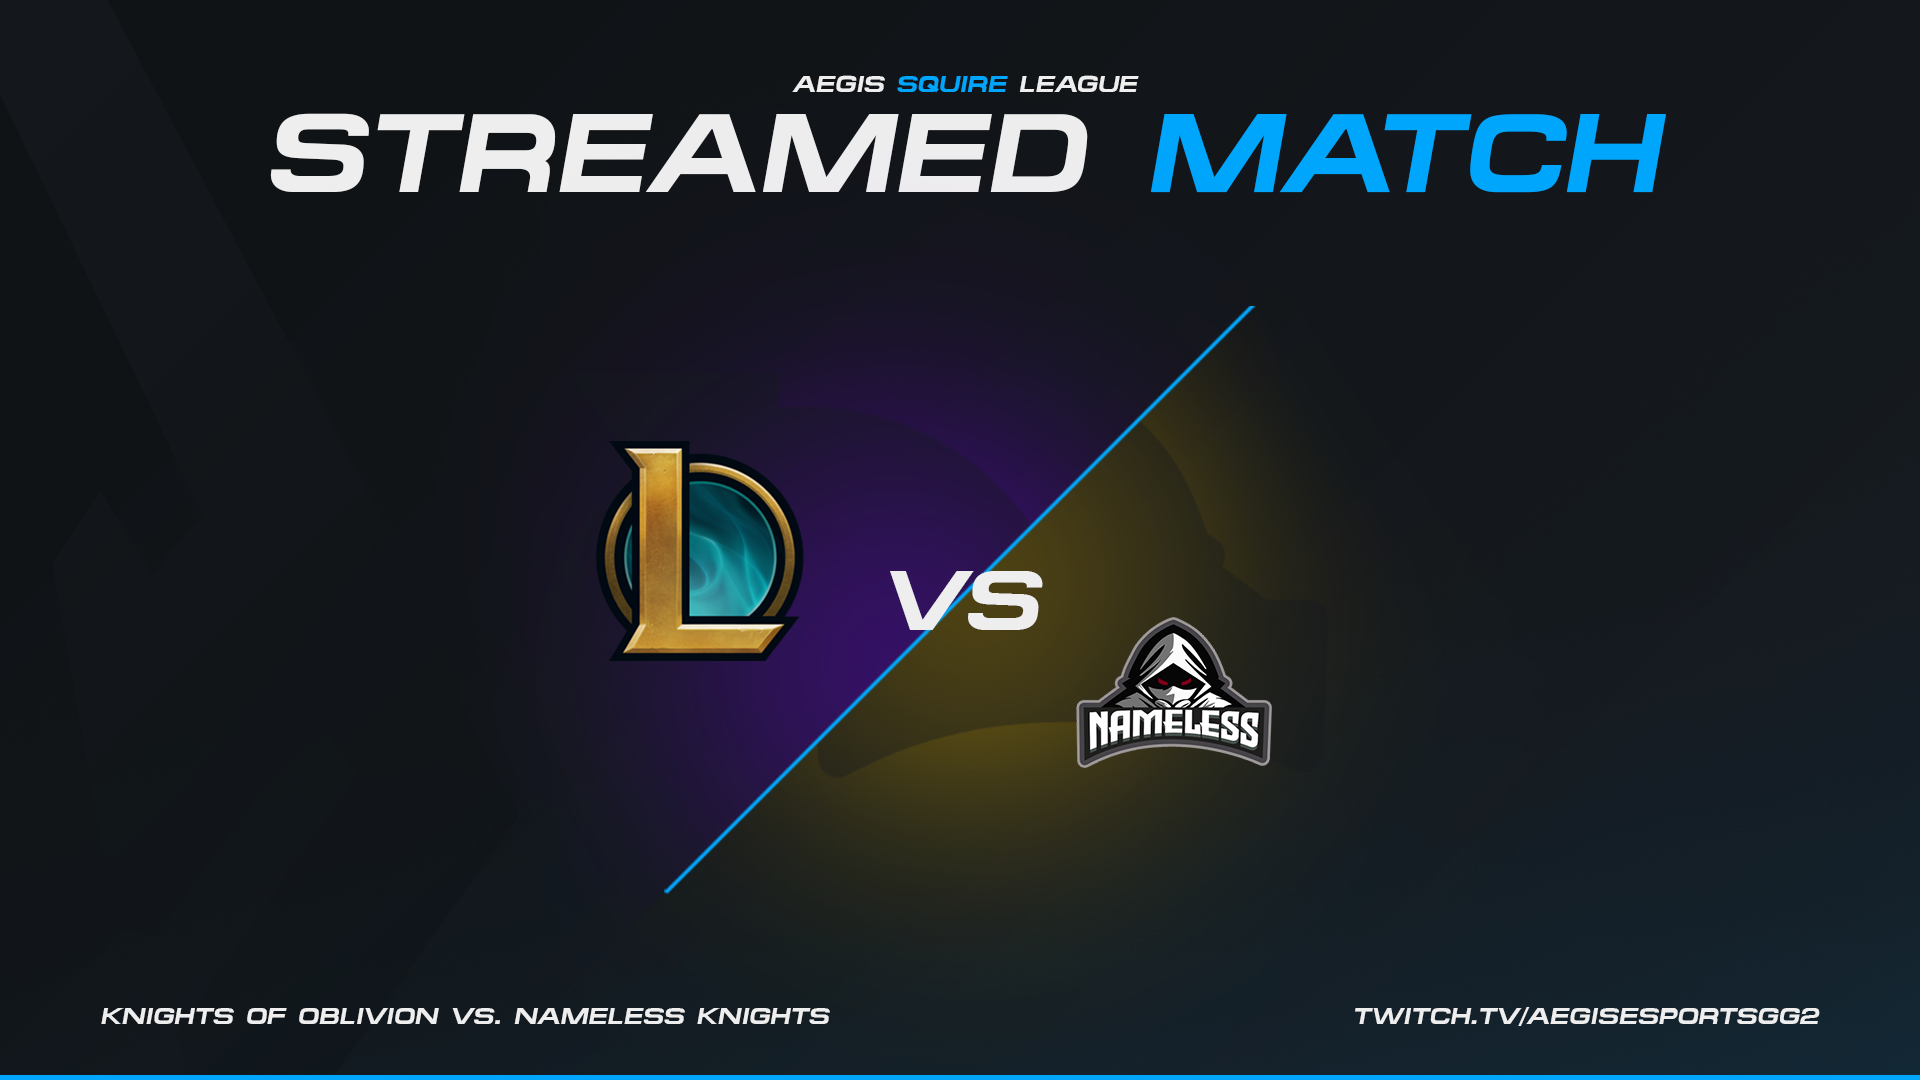 AEGIS SQUIRE LEAGUE
STREAMED MATCH
L
VS
NAMELESS
KNIGHTS OF OBLIVION VS. NAMELESS KNIGHTS
TWITCH.TV/AEGISESPORTSGG2